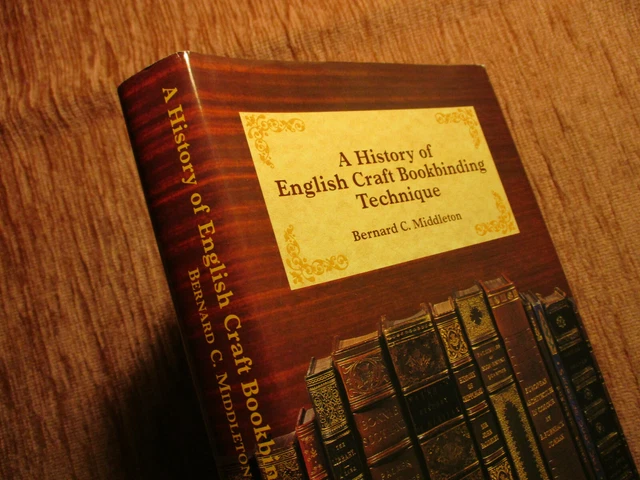 A History of
English Craft Bookbinding
Technique
Bernard C. Middleton
A History of English Craft Bookbin
BERNARD C. MIDDLETON